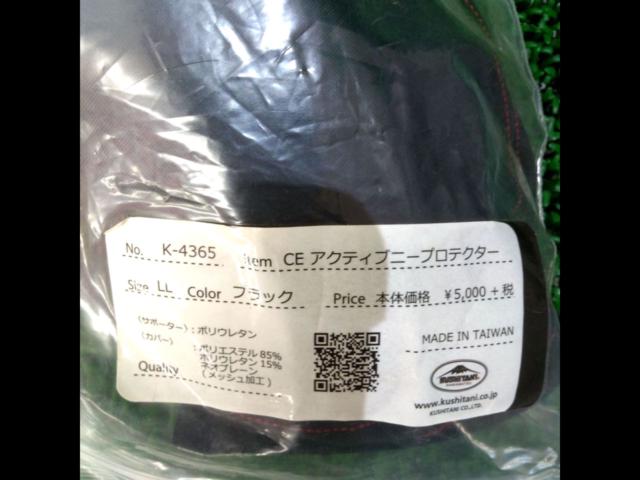 No. K-4365 Item CE アクティブニープロテクター
Size LL Color ブラック Price 本体価格 ¥5,000 +税
(サポーター):ポリウレタン
(カバー) :ポリエステル 85%
ポリウレタン 15%
ネオプレーン
(メッシュ加工)
Quality
MADE IN TAIWAN
KUSHITANI
www.kushitani.co.jp
KUSHITANI CO.,LTD.